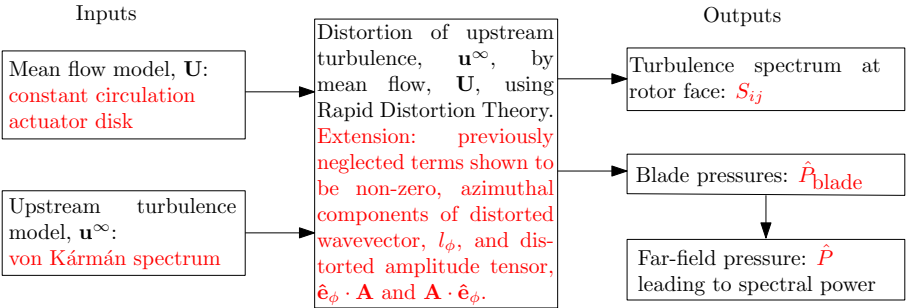 Inputs
Mean flow model, U:
constant circulation
actuator disk
Upstream turbulence
model, u∞:
von Kármán spectrum
Distortion of upstream
turbulence, u∞, by
mean flow, U, using
Rapid Distortion Theory.
Extension: previously
neglected terms shown to
be non-zero, azimuthal
components of distorted
wavevector, lϕ, and dis-
torted amplitude tensor,
êϕ · A and A · êϕ.
Outputs
Turbulence spectrum at
rotor face: Sij
Blade pressures: P̂blade
Far-field pressure: P̂
leading to spectral power